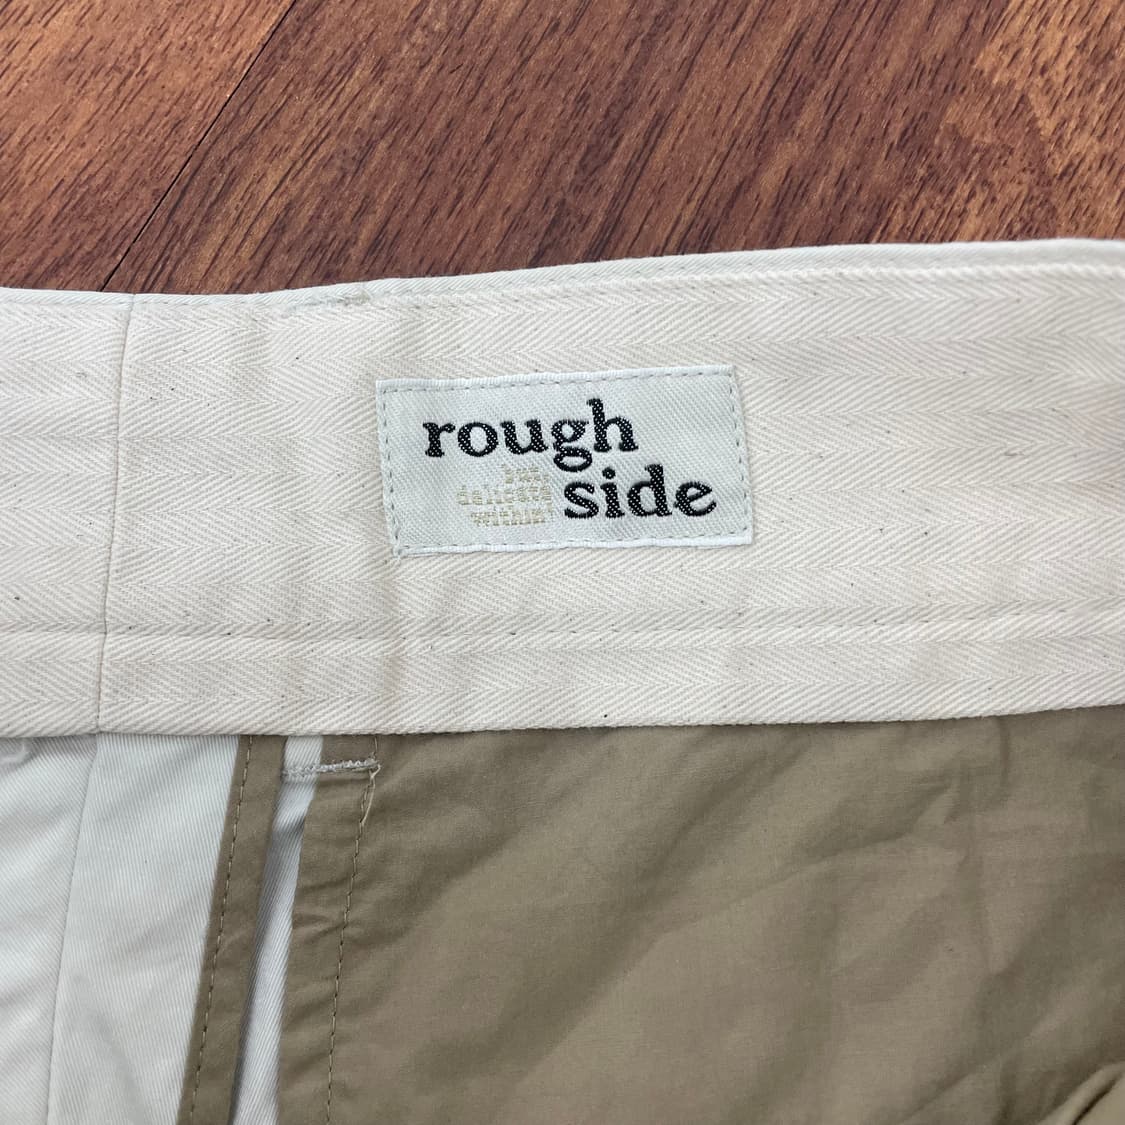 rough
side
but,
delicate
within'